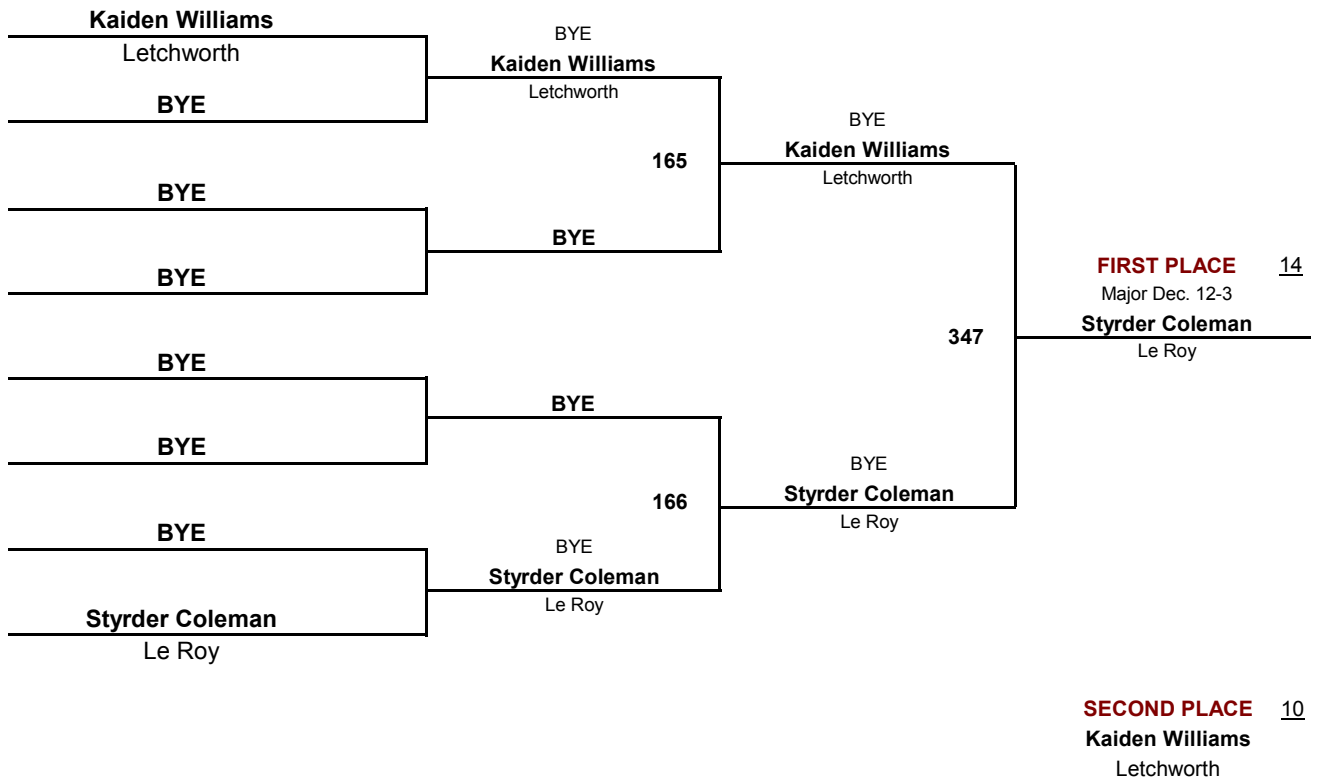 Kaiden Williams
Letchworth
BYE
BYE
BYE
BYE
BYE
BYE
Styrder Coleman
Le Roy
BYE
Kaiden Williams
Letchworth
165
BYE
BYE
166
BYE
Styrder Coleman
Le Roy
BYE
Kaiden Williams
Letchworth
347
BYE
Styrder Coleman
Le Roy
FIRST PLACE 14
Major Dec. 12-3
Styrder Coleman
Le Roy
SECOND PLACE 10
Kaiden Williams
Letchworth